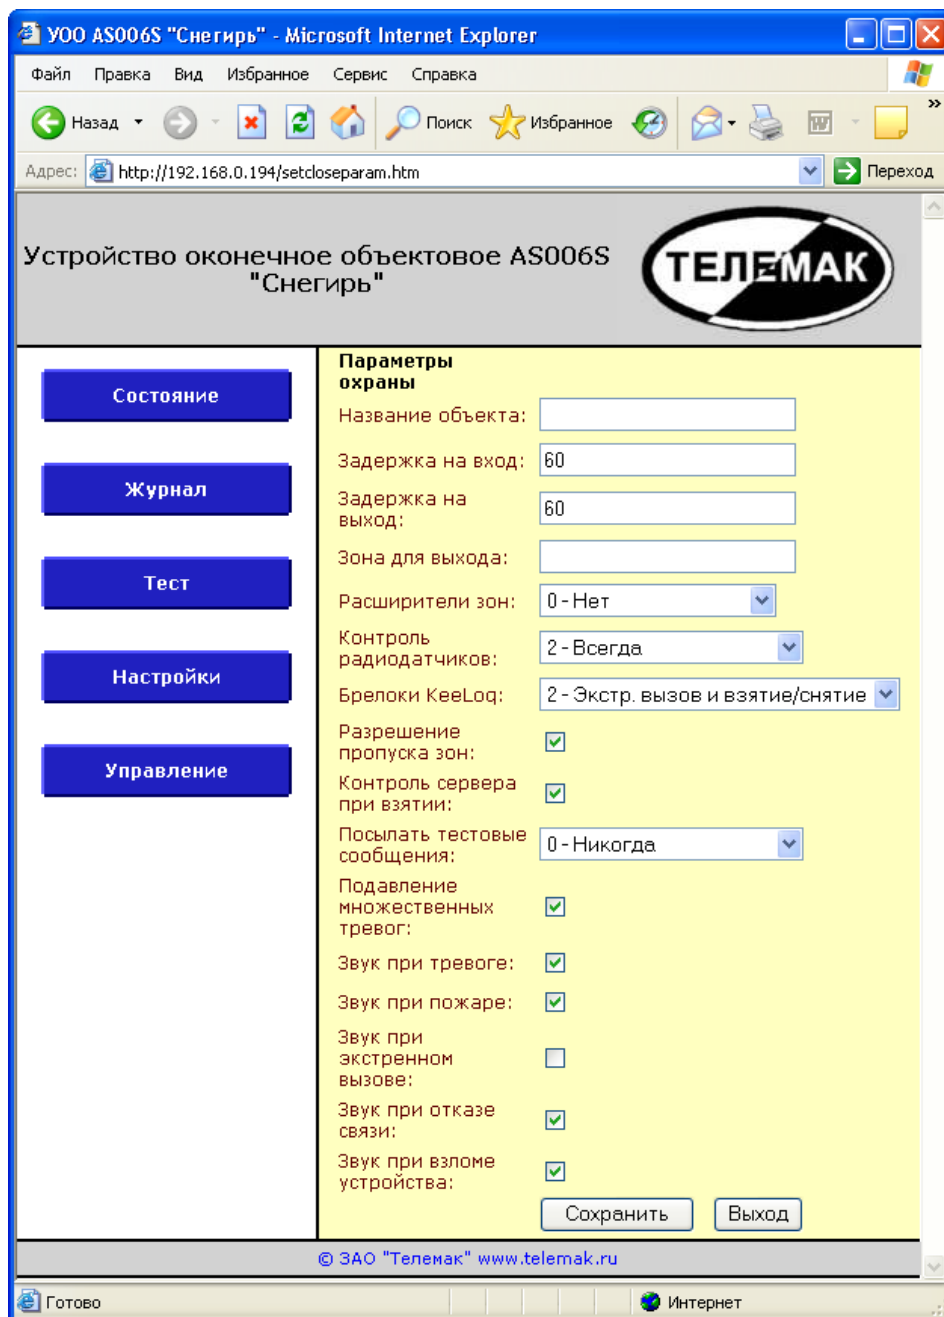 УОО AS006S "Снегирь" - Microsoft Internet Explorer
Файл Правка Вид Избранное Сервис Справка
Назад Поиск Избранное
Адрес: http://192.168.0.194/setcloseparam.htm Переход
Устройство оконечное объектовое AS006S
"Снегирь"
ТЕЛЕМАК
Состояние
Журнал
Тест
Настройки
Управление
Параметры
охраны
Название объекта:
Задержка на вход: 60
Задержка на
выход: 60
Зона для выхода:
Расширители зон: 0 - Нет
Контроль
радиодатчиков: 2 - Всегда
Брелоки KeeLoq: 2 - Экстр. вызов и взятие/снятие
Разрешение
пропуска зон:
Контроль сервера
при взятии:
Посылать тестовые
сообщения: 0 - Никогда
Подавление
множественных
тревог:
Звук при тревоге:
Звук при пожаре:
Звук при
экстренном
вызове:
Звук при отказе
связи:
Звук при взломе
устройства:
Сохранить Выход
© ЗАО "Телемак" www.telemak.ru
Готово Интернет